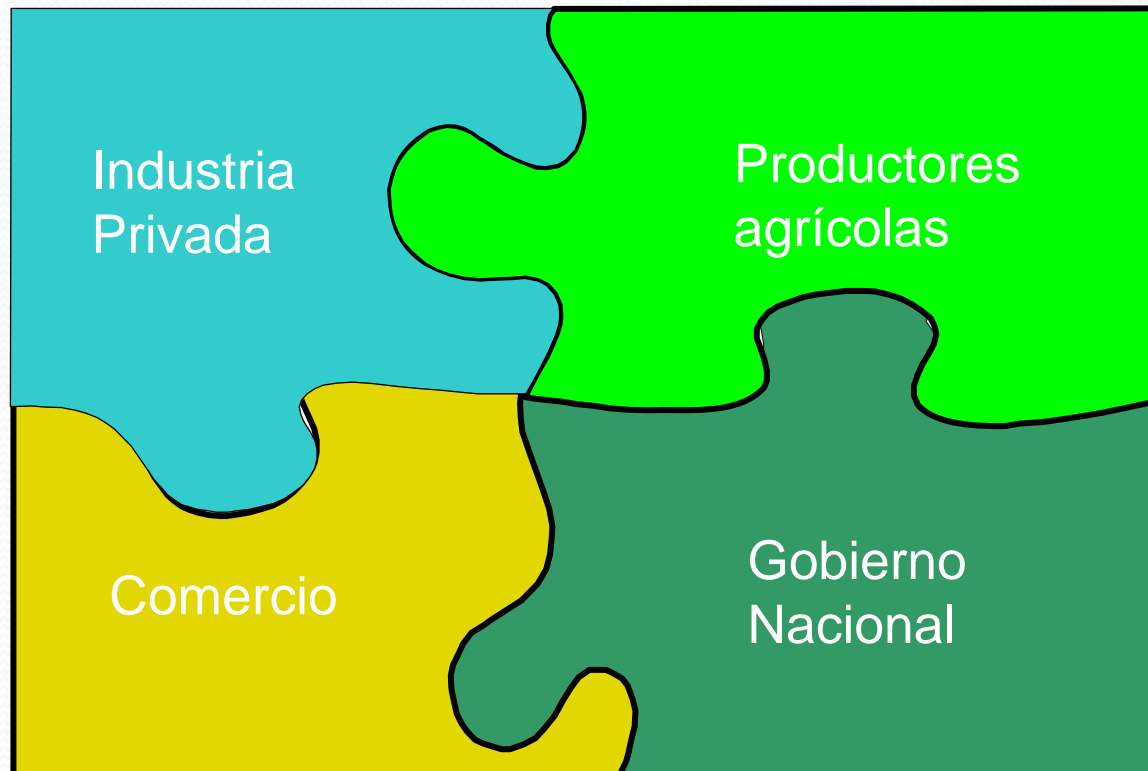 Industria
Privada
Productores
agrícolas
Comercio
Gobierno
Nacional